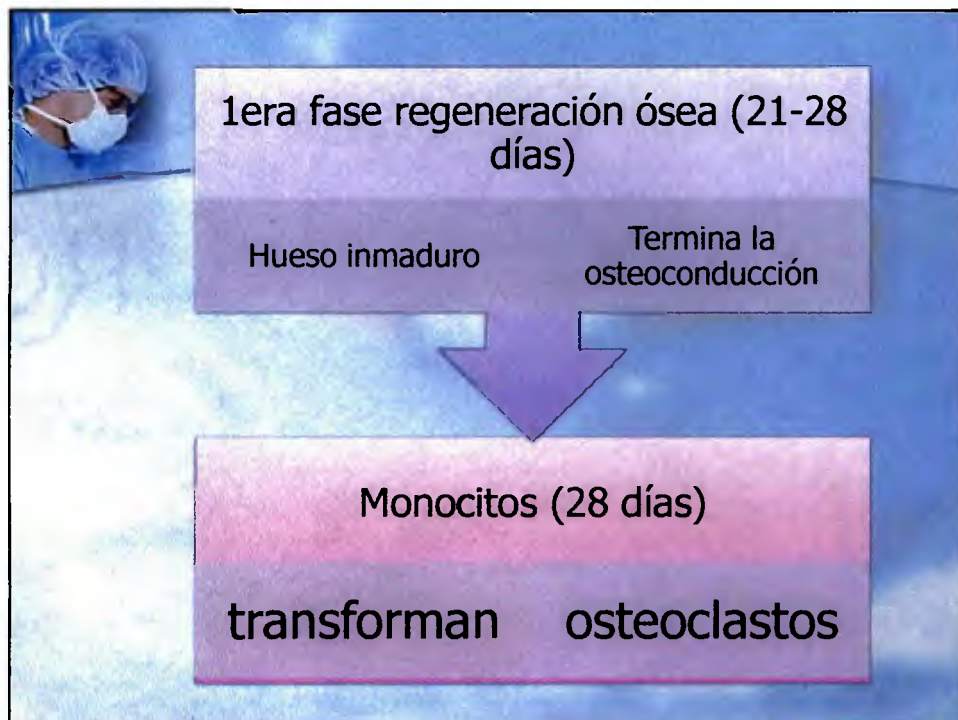 1era fase regeneración ósea (21-28
días)
Hueso inmaduro
Termina la
osteoconducción
Monocitos (28 días)
transforman osteoclastos